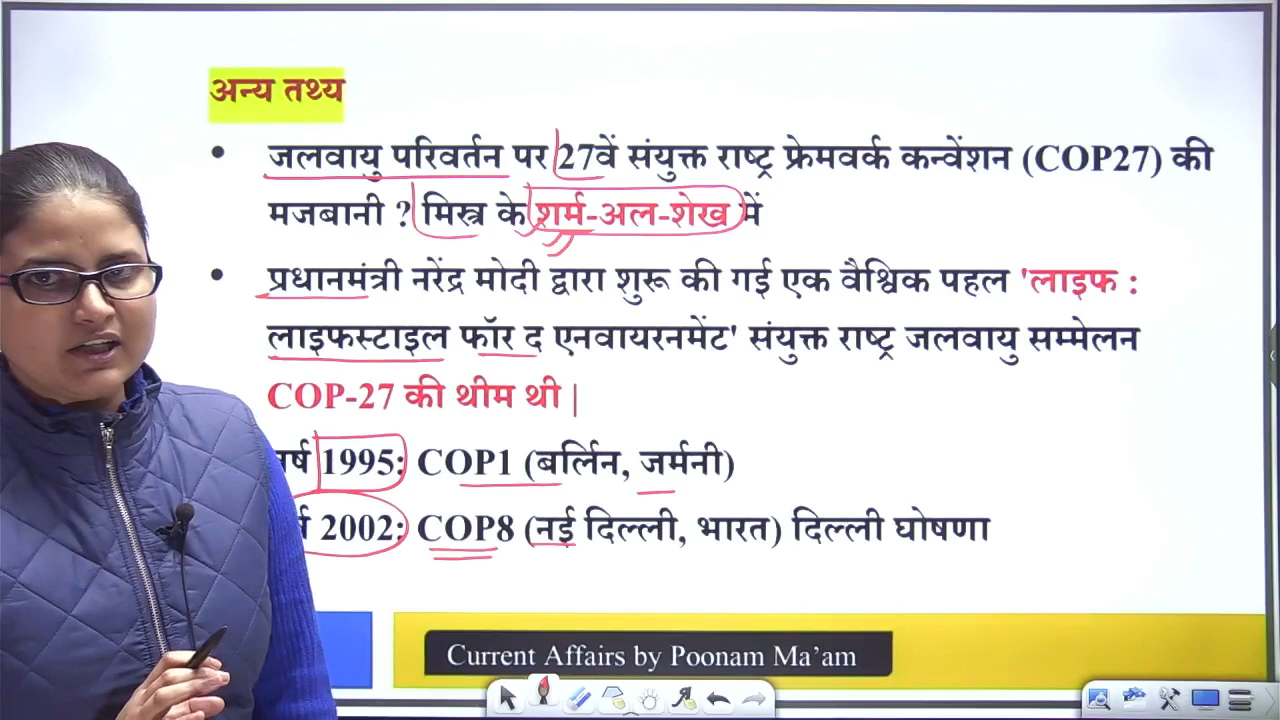 अन्य तथ्य
• जलवायु परिवर्तन पर 27वें संयुक्त राष्ट्र फ्रेमवर्क कन्वेंशन (COP27) की
मजबानी ? मिस्त्र के शर्म-अल-शेख में
• प्रधानमंत्री नरेंद्र मोदी द्वारा शुरू की गई एक वैश्विक पहल 'लाइफ :
लाइफस्टाइल फॉर द एनवायरनमेंट' संयुक्त राष्ट्र जलवायु सम्मेलन
COP-27 की थीम थी |
वर्ष 1995: COP1 (बर्लिन, जर्मनी)
वर्ष 2002: COP8 (नई दिल्ली, भारत) दिल्ली घोषणा
Current Affairs by Poonam Ma'am